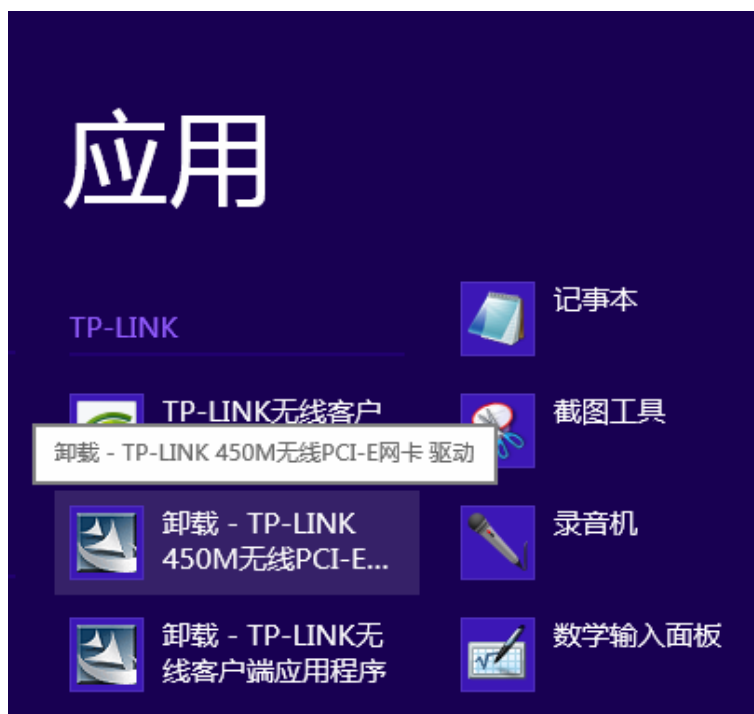 应用
TP-LINK
TP-LINK无线客户
卸载 - TP-LINK 450M无线PCI-E网卡 驱动
卸载 - TP-LINK
450M无线PCI-E...
卸载 - TP-LINK无
线客户端应用程序
记事本
截图工具
录音机
数学输入面板